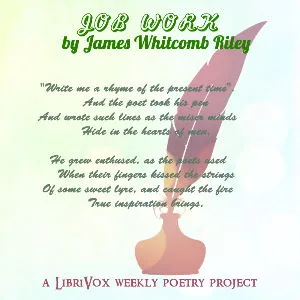 JOB WORK
by James Whitcomb Riley
"Write me a rhyme of the present time".
And the poet took his pen
And wrote such lines as the miser minds
Hide in the hearts of men.
"
He grew enthused, as the poets used
When their fingers kissed the strings
Of some sweet lyre, and caught the fire
True inspiration brings.
A LIBRIVOX WEEKLY POETRY PROJECT